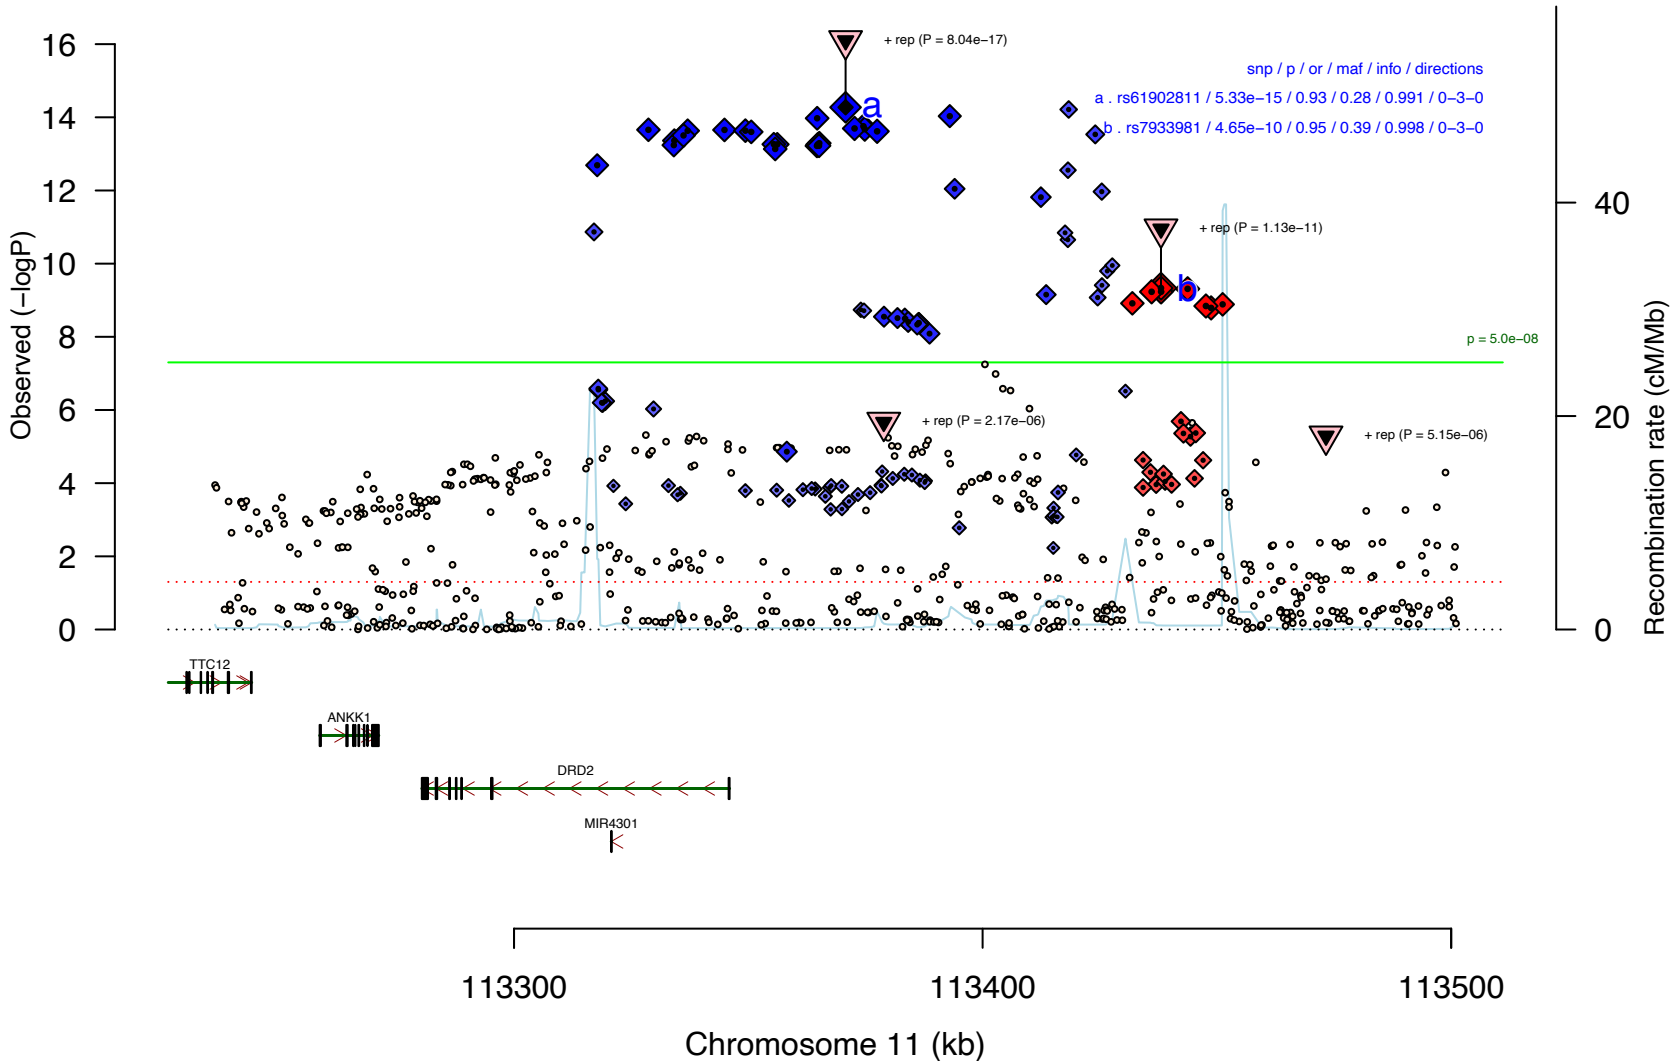 16
14
12
10
8
6
4
2
0
Observed (−logP)
40
20
0
Recombination rate (cM/Mb)
+ rep (P = 8.04e−17)
snp / p / or / maf / info / directions
a . rs61902811 / 5.33e−15 / 0.93 / 0.28 / 0.991 / 0−3−0
b . rs7933981 / 4.65e−10 / 0.95 / 0.39 / 0.998 / 0−3−0
a
+ rep (P = 1.13e−11)
b
p = 5.0e−08
+ rep (P = 2.17e−06)
+ rep (P = 5.15e−06)
TTC12
ANKK1
DRD2
MIR4301
113300
113400
113500
Chromosome 11 (kb)